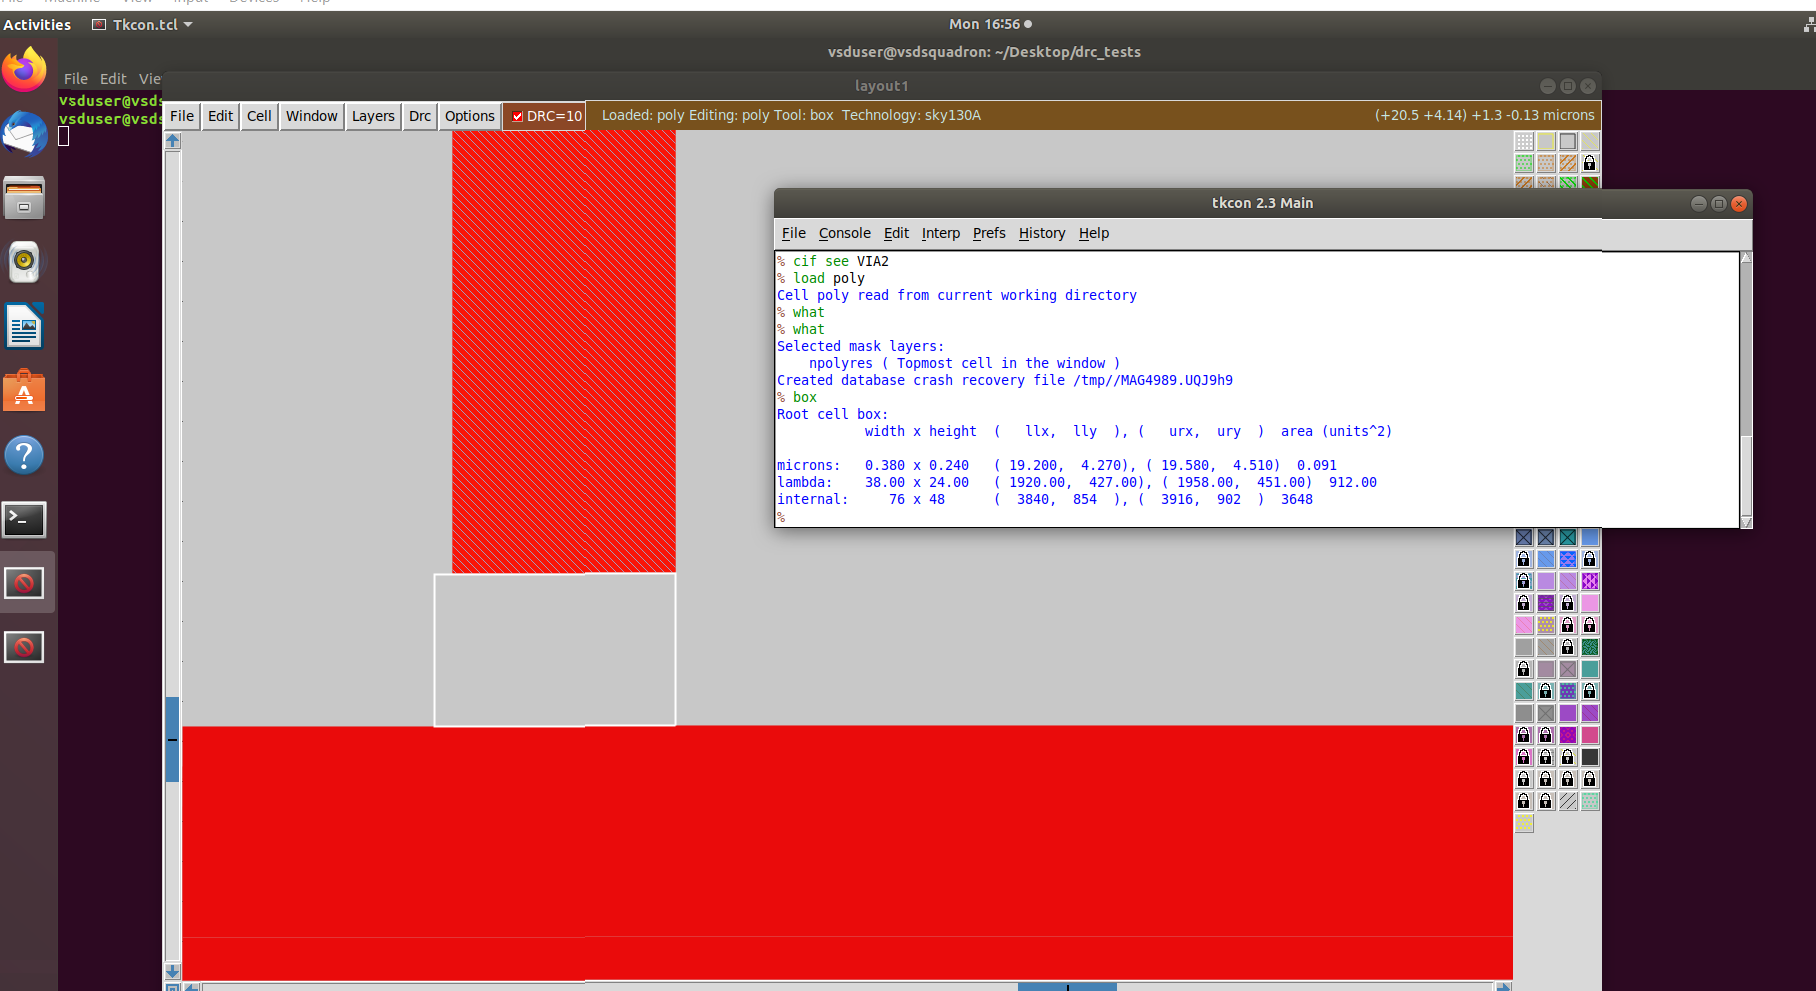 File Machine View Input Devices Help
Activities Tkcon.tcl Mon 16:56
vsduser@vsdsquadron: ~/Desktop/drc_tests
File Edit Vie
layout1
vsduser@vsds
vsduser@vsds
File Edit Cell Window Layers Drc Options DRC=10 Loaded: poly Editing: poly Tool: box Technology: sky130A (+20.5 +4.14) +1.3 -0.13 microns
tkcon 2.3 Main
File Console Edit Interp Prefs History Help
% cif see VIA2
% load poly
Cell poly read from current working directory
% what
% what
Selected mask layers:
npolyres ( Topmost cell in the window )
Created database crash recovery file /tmp//MAG4989.UQJ9h9
% box
Root cell box:
width x height ( llx, lly ), ( urx, ury ) area (units^2)
microns: 0.380 x 0.240 ( 19.200, 4.270), ( 19.580, 4.510) 0.091
lambda: 38.00 x 24.00 ( 1920.00, 427.00), ( 1958.00, 451.00) 912.00
internal: 76 x 48 ( 3840, 854 ), ( 3916, 902 ) 3648
%